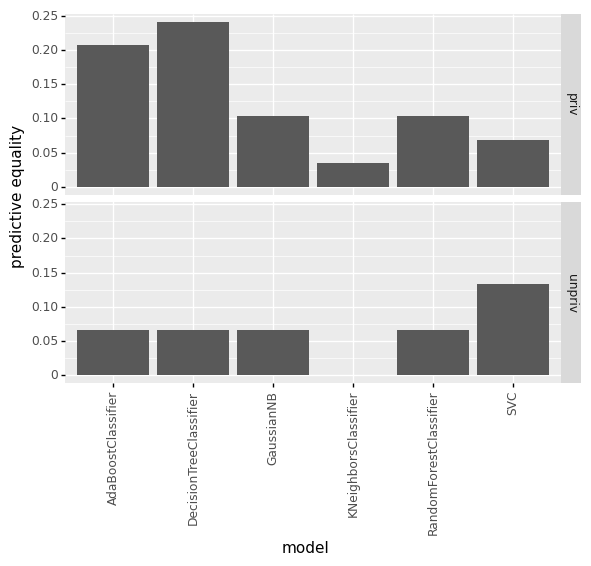 predictive equality
0.25
0.20
0.15
0.10
0.05
0
priv
0.25
0.20
0.15
0.10
0.05
0
unpriv
AdaBoostClassifier
DecisionTreeClassifier
GaussianNB
KNeighborsClassifier
RandomForestClassifier
SVC
model